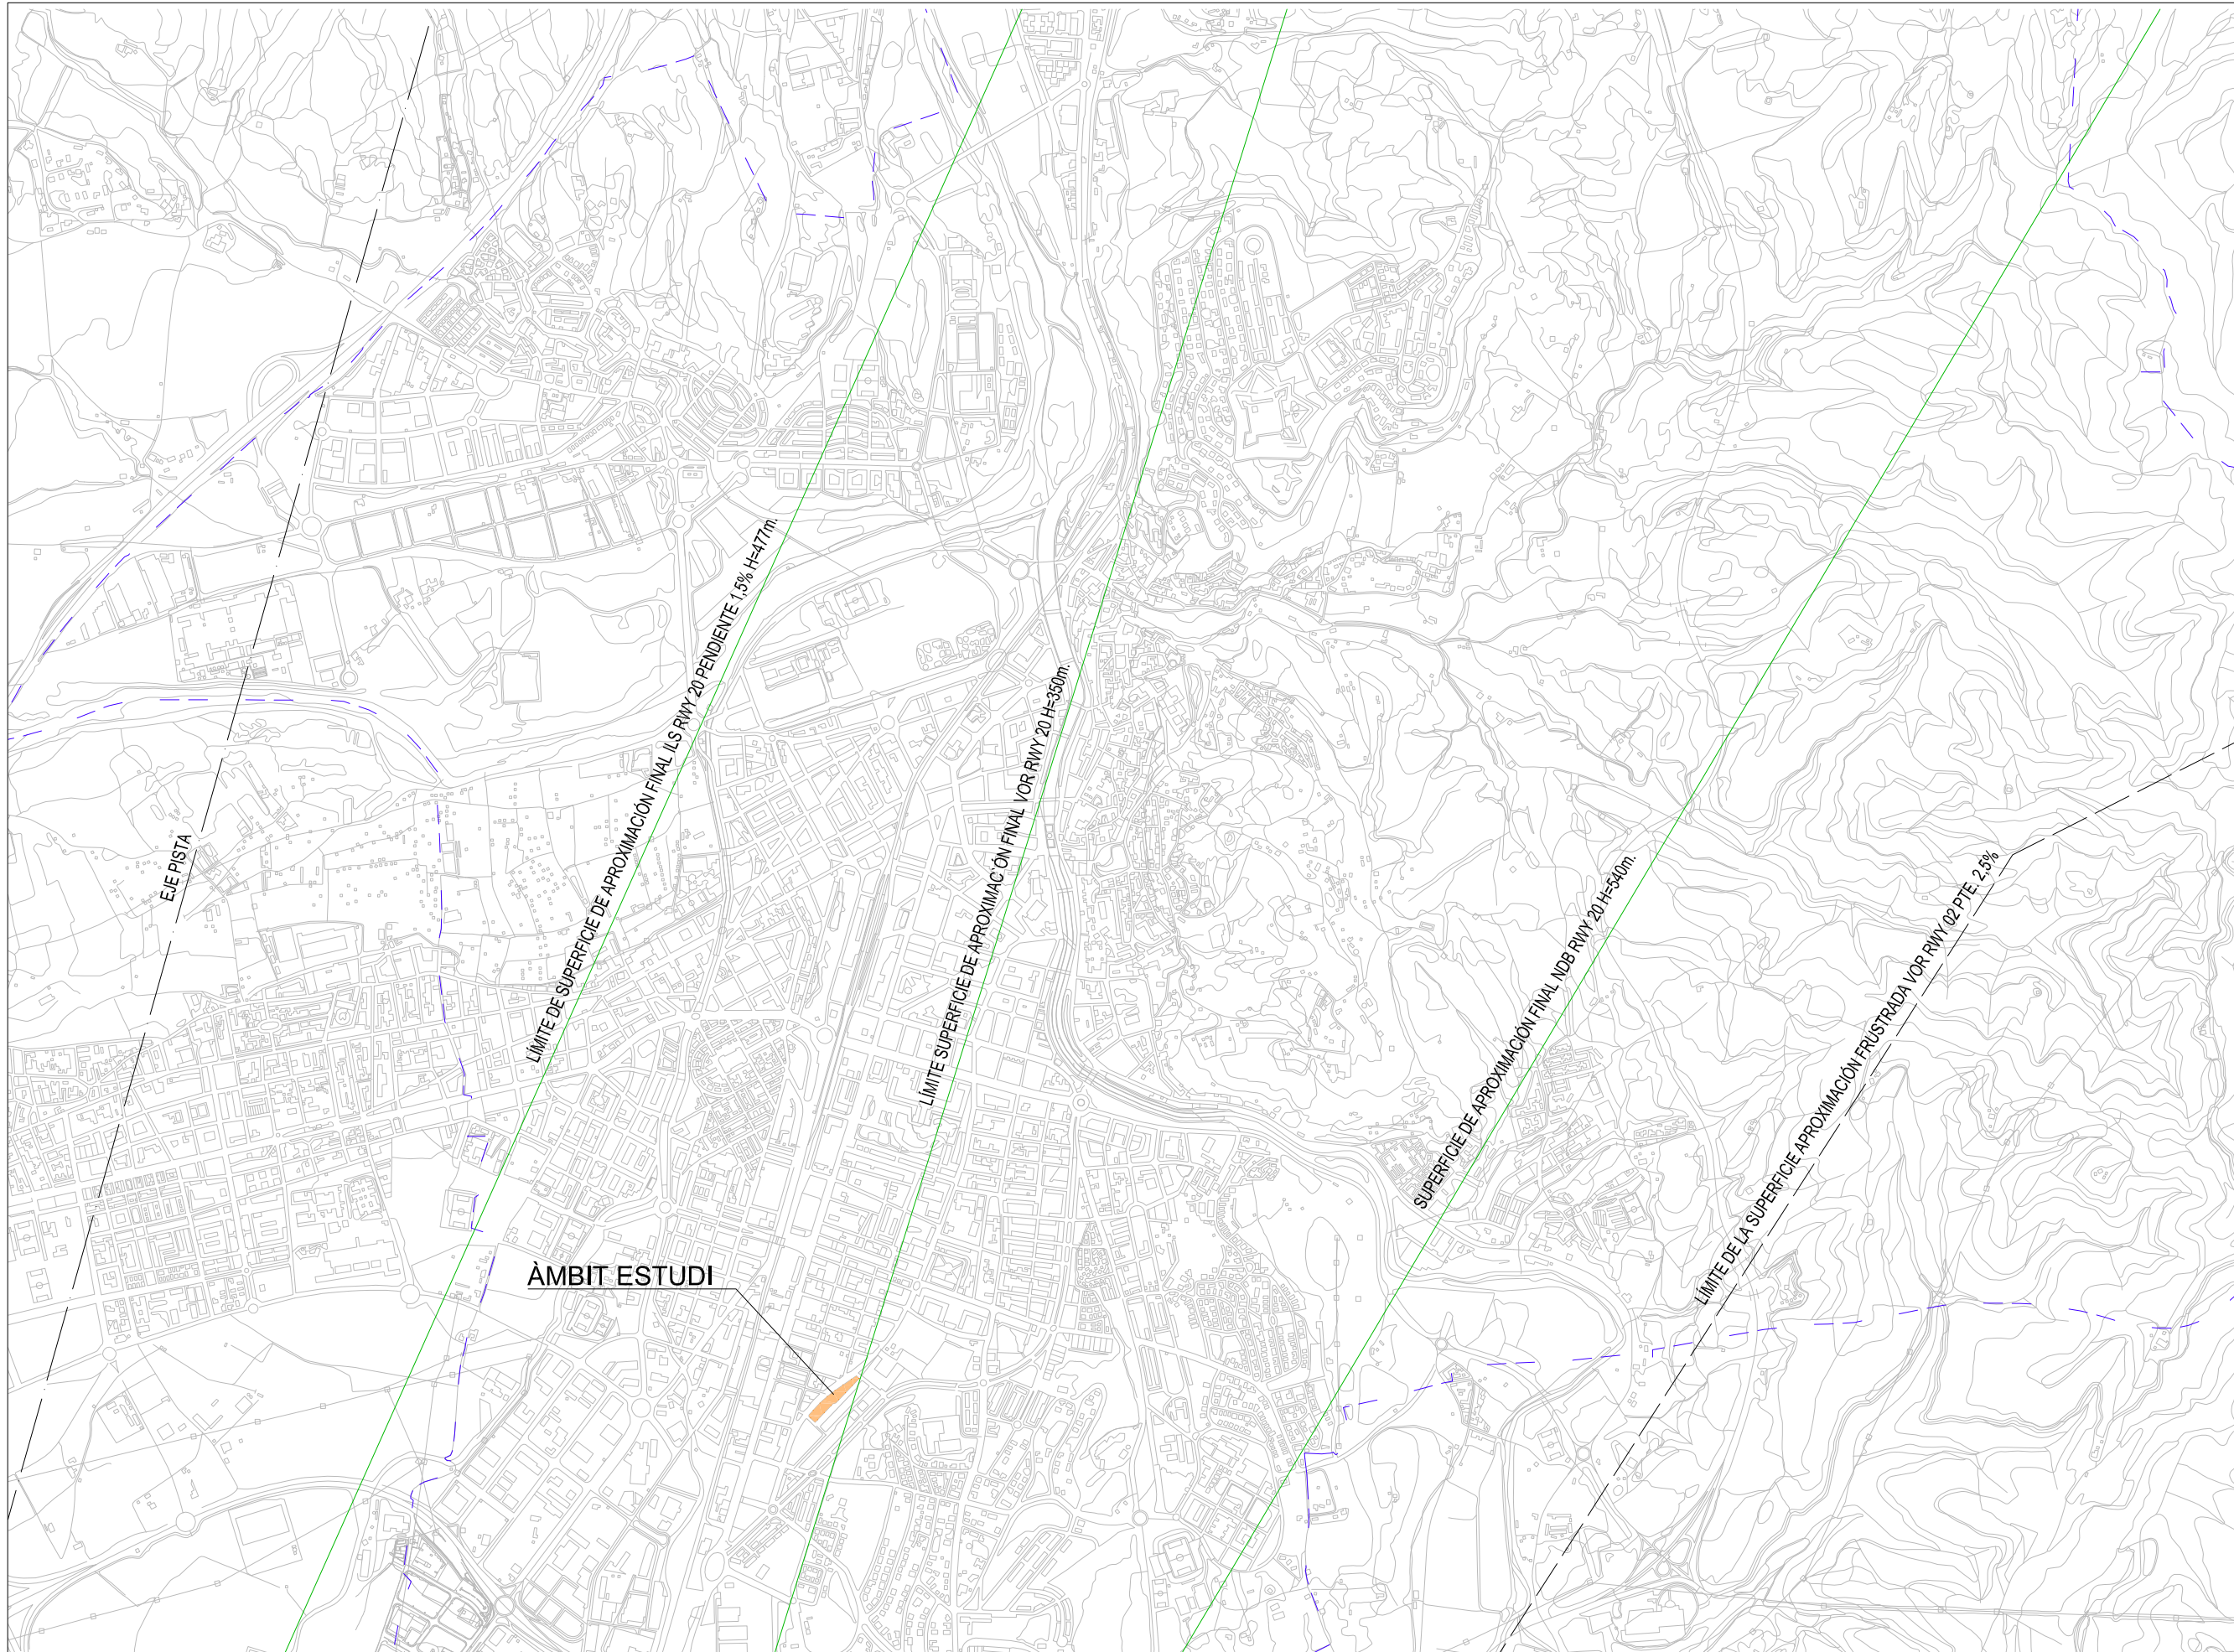 EJE PISTA
LÍMITE DE SUPERFICIE DE APROXIMACIÓN FINAL ILS RWY 20 PENDIENTE 1,5% H=477m.
LÍMITE SUPERFICIE DE APROXIMAC ÓN FINAL VOR RWY 20 H=350m.
SUPERFICIE DE APROXIMACIÓN FINAL NDB RWY 20 H=540m.
LÍMITE DE LA SUPERFICIE APROXIMACIÓN FRUSTRADA VOR RWY 02 PTE. 2,5%
ÀMBIT ESTUDI